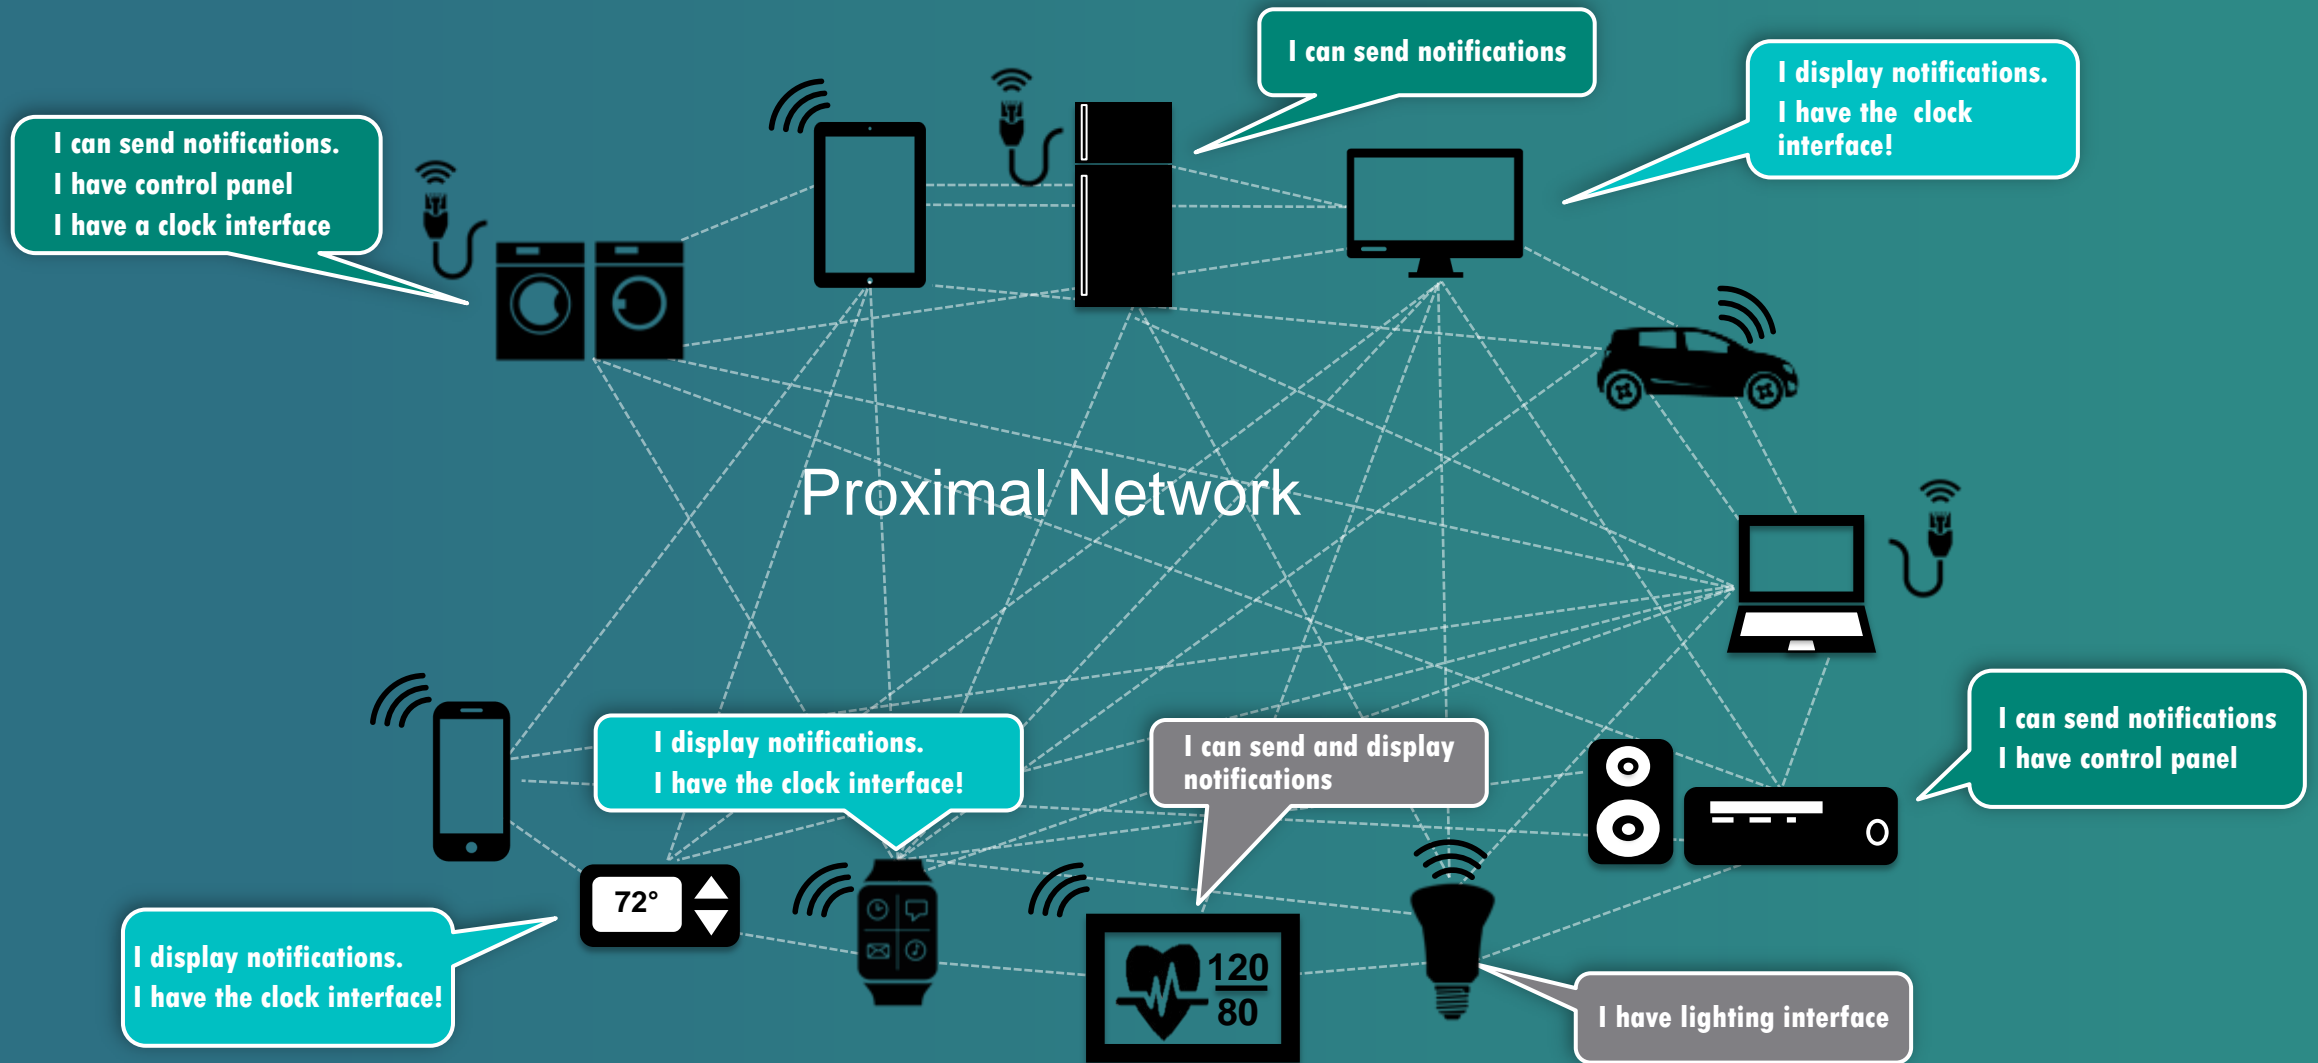 I can send notifications
I display notifications.
I have the clock
interface!
I can send notifications.
I have control panel
I have a clock interface
Proximal Network
I can send notifications
I have control panel
I display notifications.
I have the clock interface!
I can send and display
notifications
72°
I display notifications.
I have the clock interface!
120
80
I have lighting interface